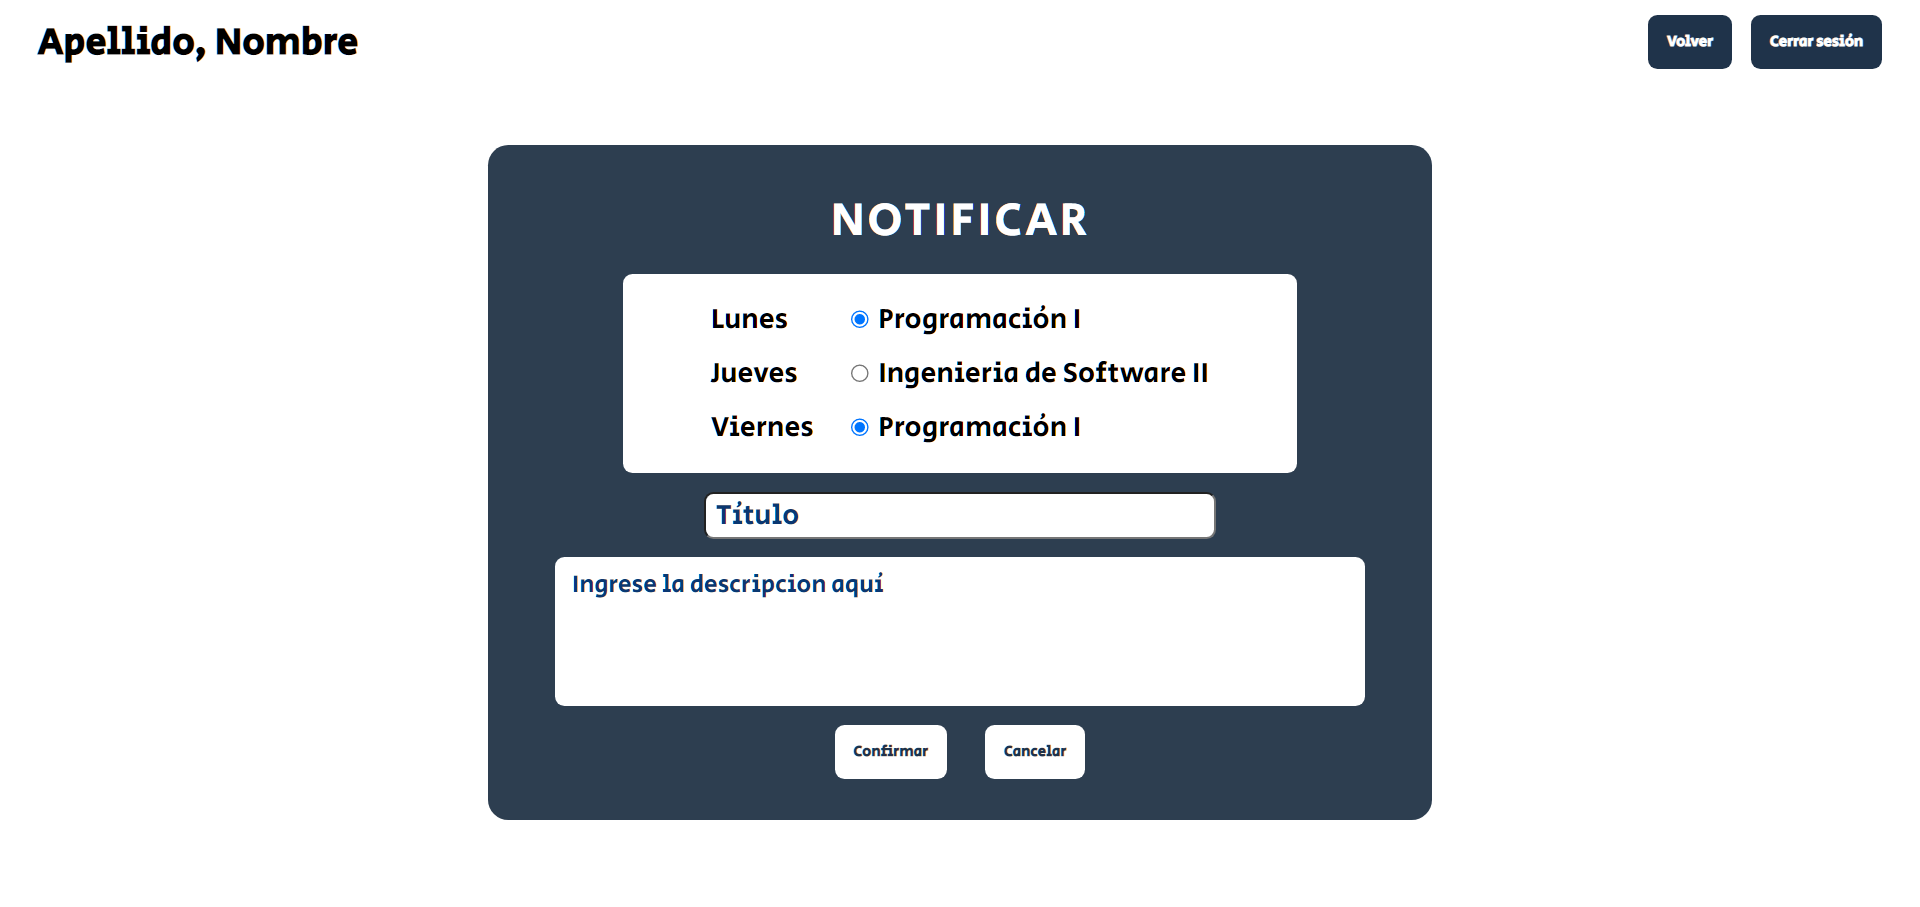 Apellido, Nombre
Volver
Cerrar sesión
NOTIFICAR
Lunes Programación I
Jueves Ingenieria de Software II
Viernes Programación I
Título
Ingrese la descripcion aquí
Confirmar Cancelar